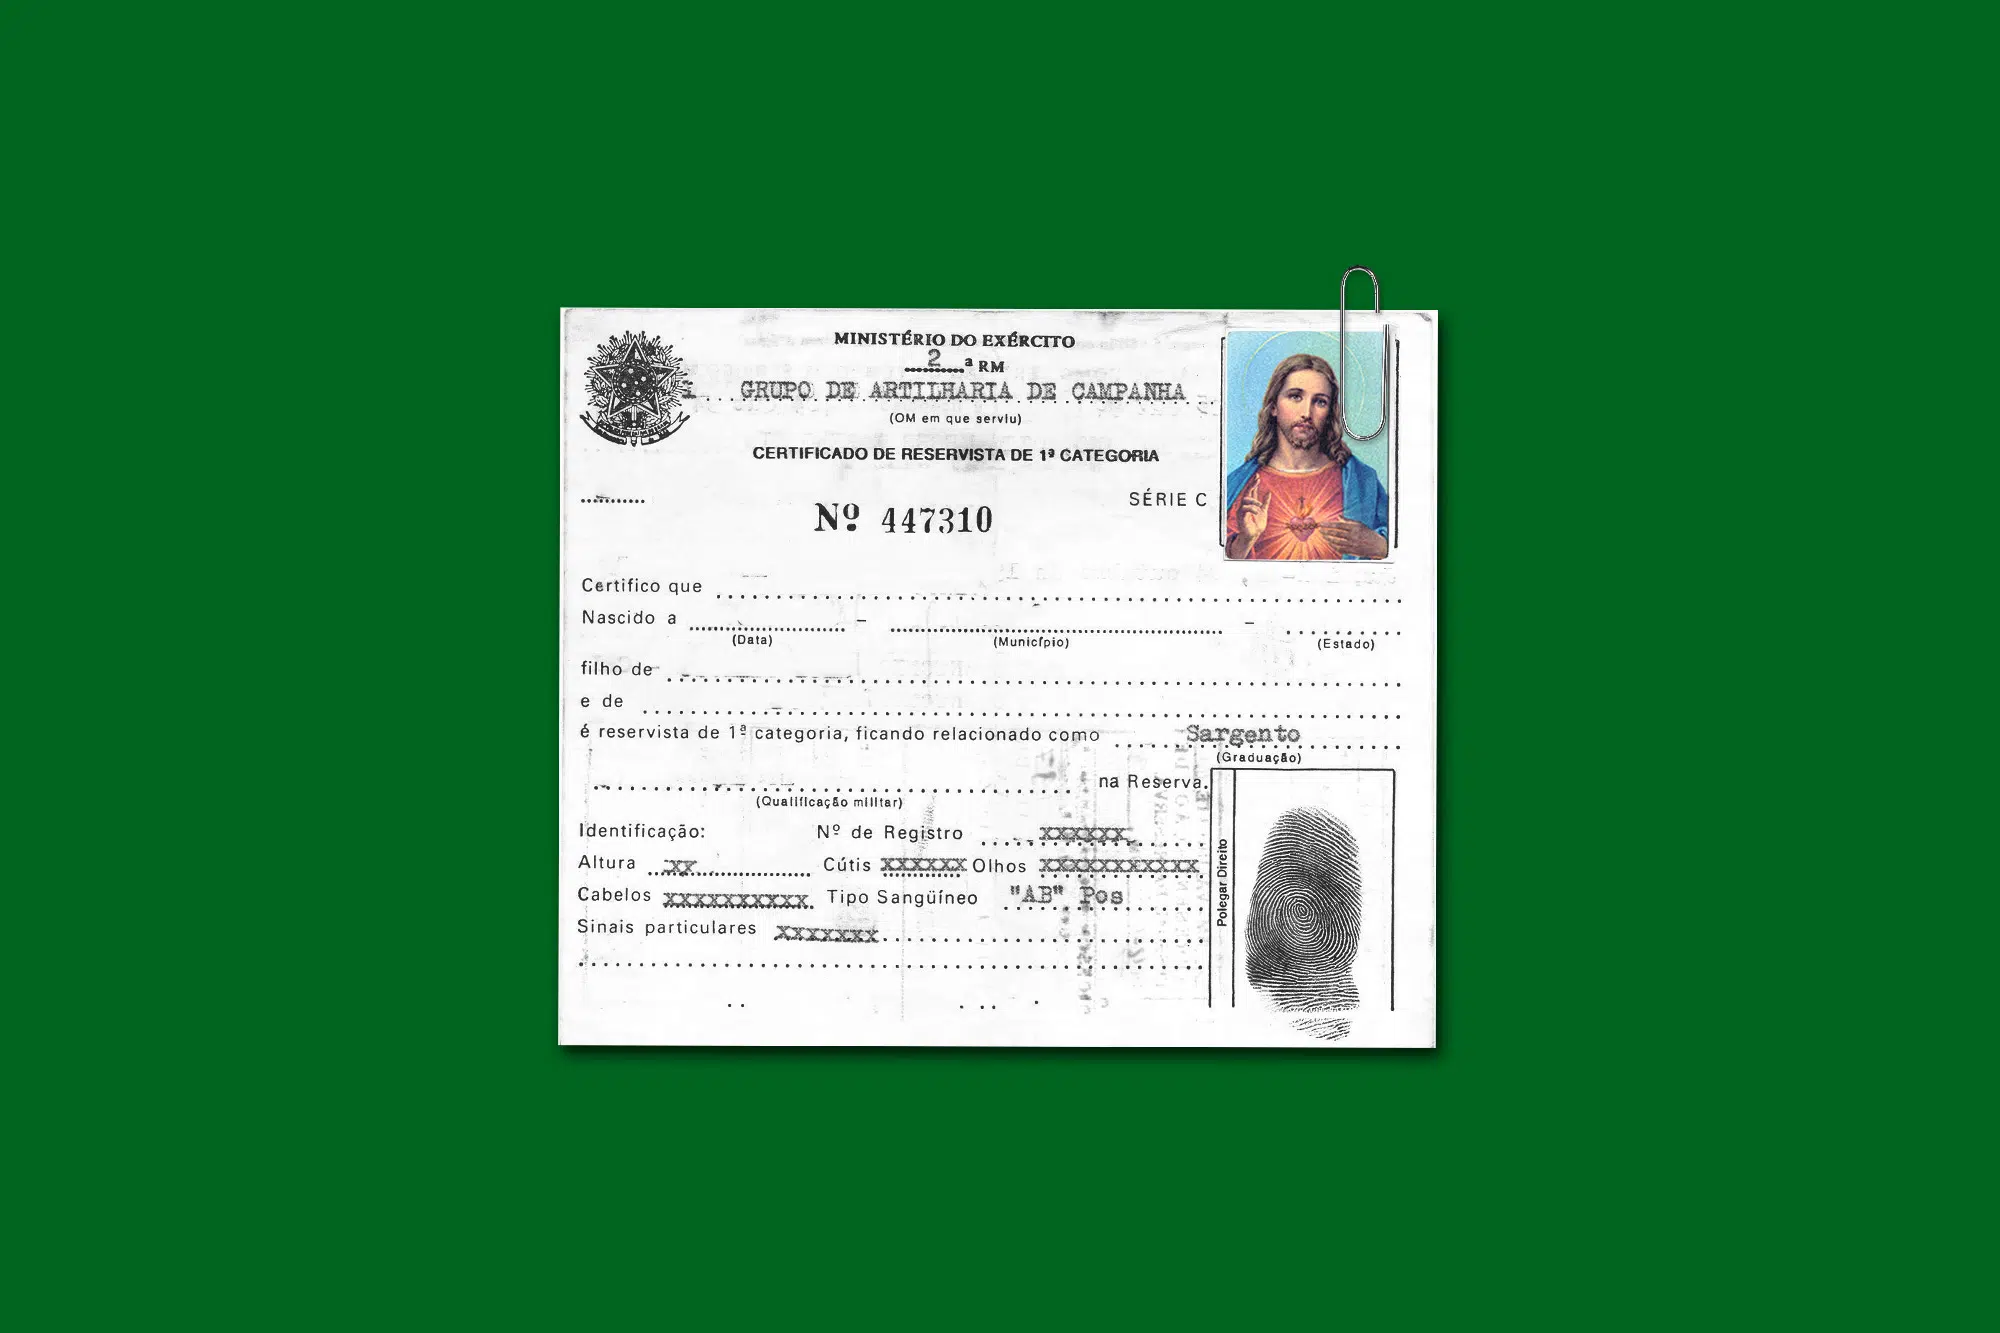 MINISTÉRIO DO EXÉRCITO
2ª RM
GRUPO DE ARTILHARIA DE CAMPANHA
(OM em que serviu)
CERTIFICADO DE RESERVISTA DE 1ª CATEGORIA
SÉRIE C
Nº 447310
Certifico que
Nascido a - -
(Data) (Município) (Estado)
filho de
e de
é reservista de 1ª categoria, ficando relacionado como Sargento
(Graduação)
na Reserva.
(Qualificação militar)
Identificação: Nº de Registro XXXXXX
Altura XX Cútis XXXXXX Olhos XXXXXXXXXXX
Cabelos XXXXXXXXXX Tipo Sangüíneo "AB" Pos
Sinais particulares XXXXXXX
Polegar Direito